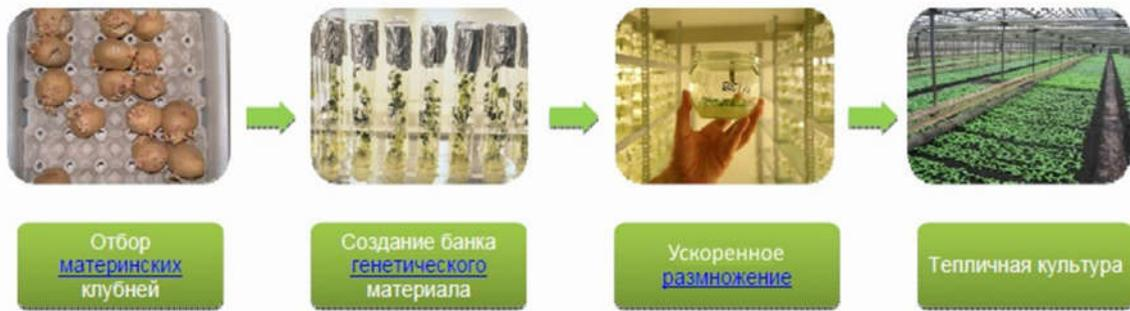 Отбор
материнских
клубней
Создание банка
генетического
материала
Ускоренное
размножение
Тепличная культура